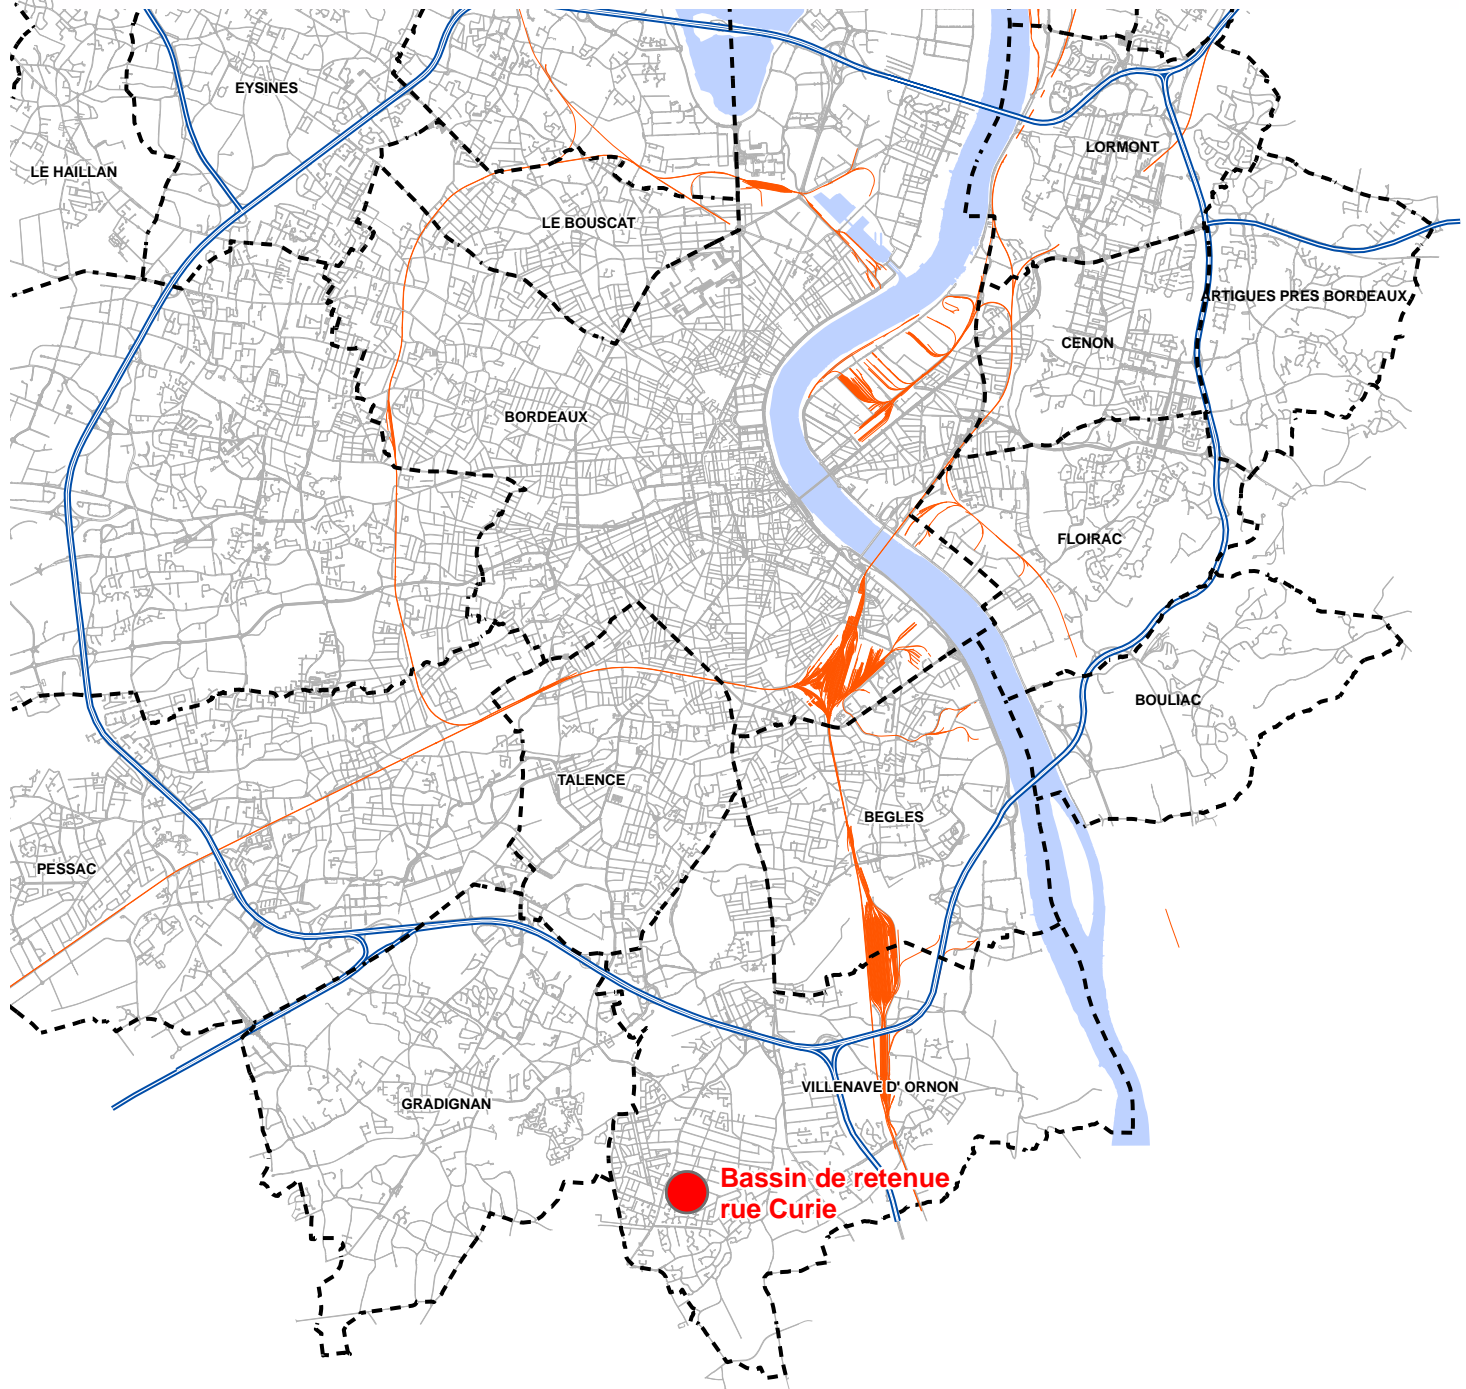 EYSINES
LORMONT
LE HAILLAN
LE BOUSCAT
ARTIGUES PRES BORDEAUX
CENON
BORDEAUX
FLOIRAC
BOULIAC
TALENCE
BEGLES
PESSAC
VILLENAVE D' ORNON
GRADIGNAN
Bassin de retenue
rue Curie